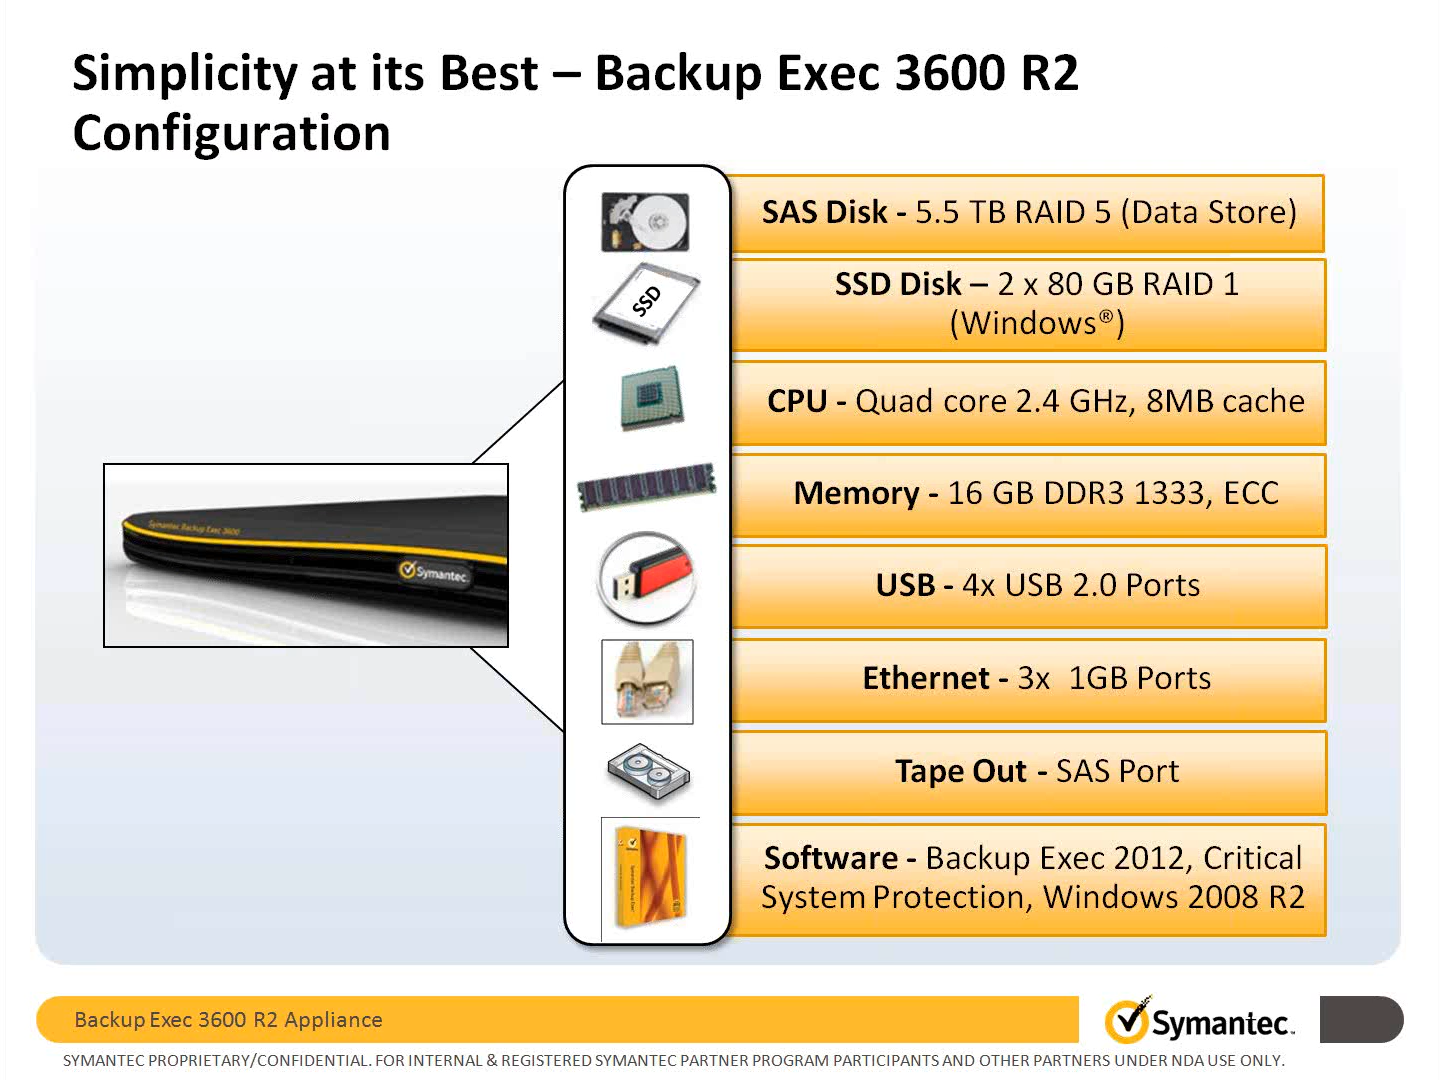 Simplicity at its Best – Backup Exec 3600 R2
Configuration
SAS Disk - 5.5 TB RAID 5 (Data Store)
SSD
SSD Disk – 2 x 80 GB RAID 1
(Windows®)
CPU - Quad core 2.4 GHz, 8MB cache
Memory - 16 GB DDR3 1333, ECC
Symantec Backup Exec 3600
Symantec
USB - 4x USB 2.0 Ports
Ethernet - 3x  1GB Ports
Tape Out - SAS Port
Software - Backup Exec 2012, Critical
System Protection, Windows 2008 R2
Backup Exec 3600 R2 Appliance
Symantec™
SYMANTEC PROPRIETARY/CONFIDENTIAL. FOR INTERNAL & REGISTERED SYMANTEC PARTNER PROGRAM PARTICIPANTS AND OTHER PARTNERS UNDER NDA USE ONLY.